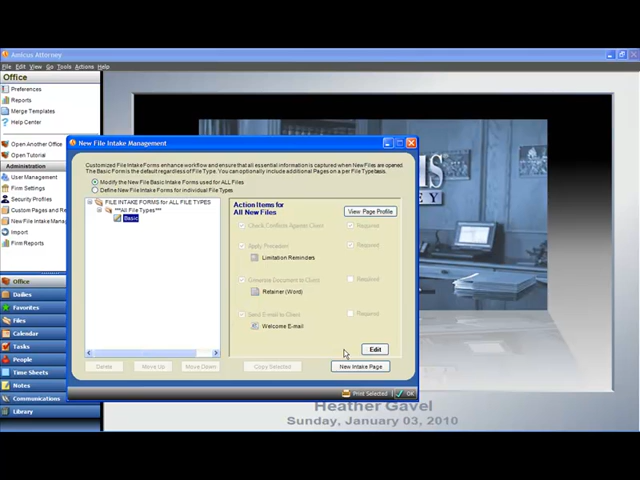 Amicus Attorney
File Edit View Go Tools Actions Help
Office
Preferences
Reports
Merge Templates
Help Center
Open Another Office
Open Tutorial
Administration
User Management
Firm Settings
Security Profiles
Custom Pages and Re
New File Intake Mana
Import
Firm Reports
Office
Dailies
Favorites
Files
Calendar
Tasks
People
Time Sheets
Notes
Communications
Library
New File Intake Management
Customized File Intake Forms enhance workflow and ensure that all essential information is captured when New Files are opened.
The Basic Form is the default regardless of File Type. You can optionally include additional Pages on a per File Type basis.
Modify the New File Basic Intake Forms used for ALL Files
Define New File Intake Forms for individual File Types
FILE INTAKE FORMS for ALL FILE TYPES
***All File Types***
Basic
Action Items for
All New Files
View Page Profile
Check Conflicts Against Client
Required
Apply Precedent
Required
Limitation Reminders
Generate Document to Client
Required
Retainer (Word)
Send E-mail to Client
Required
Welcome E-mail
Edit
Delete
Move Up
Move Down
Copy Selected
New Intake Page
Print Selected
OK
S
EY
Heather Gavel
Sunday, January 03, 2010